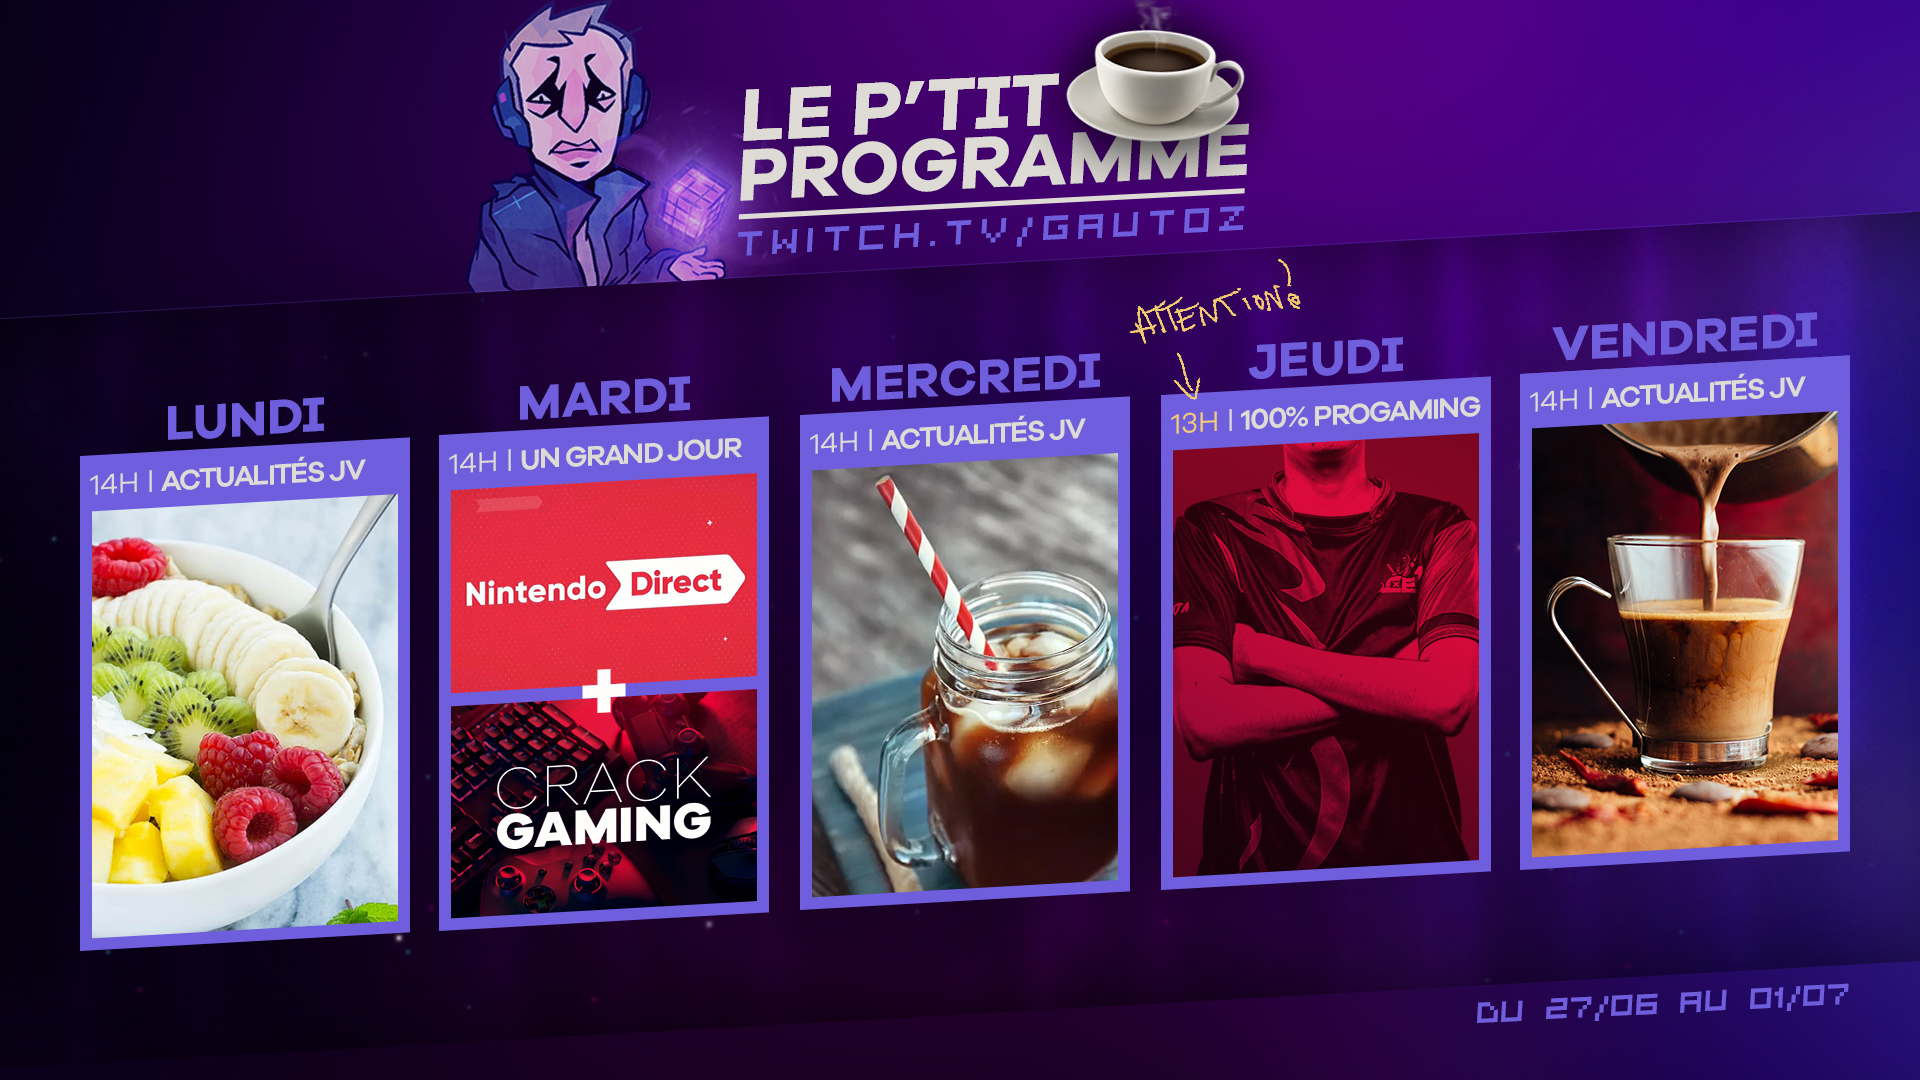 LE P'TIT
PROGRAMME
TWITCH.TV/GAUTOZ
ATTENTION?
LUNDI
14H | ACTUALITÉS JV
MARDI
14H | UN GRAND JOUR
Nintendo Direct
+
CRACK
GAMING
MERCREDI
14H | ACTUALITÉS JV
JEUDI
13H | 100% PROGAMING
VENDREDI
14H | ACTUALITÉS JV
DU 27/06 AU 01/07